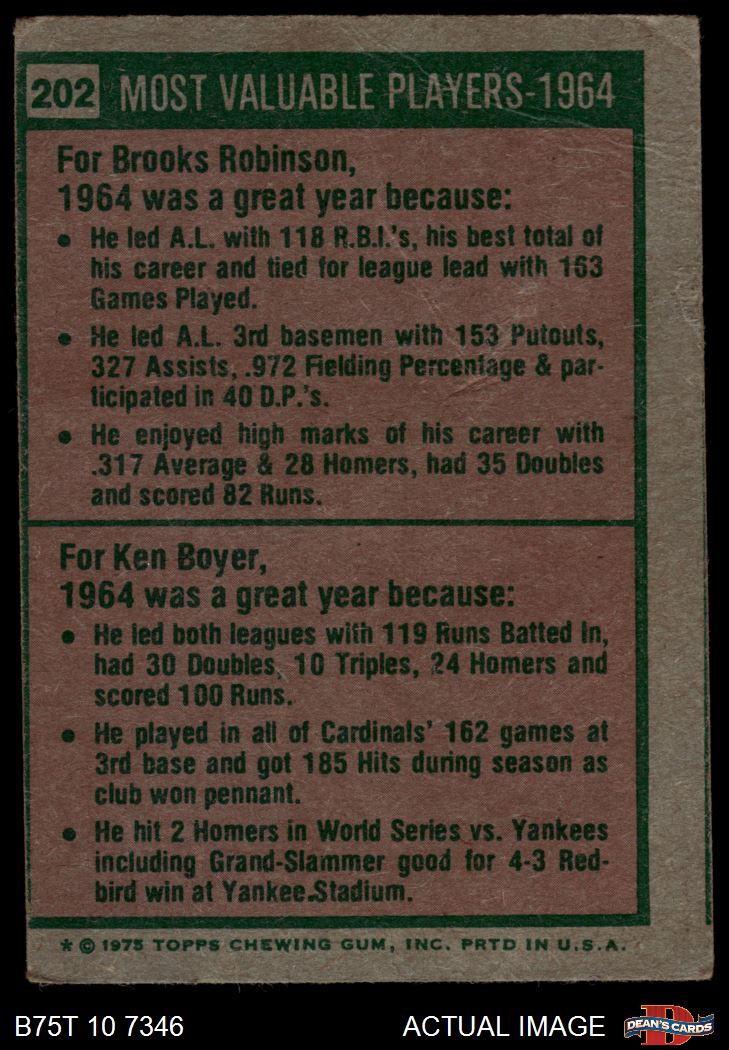 202 MOST VALUABLE PLAYERS-1964
For Brooks Robinson,
1964 was a great year because:
• He led A.L. with 118 R.B.I.'s, his best total of
his career and tied for league lead with 163
Games Played.
• He led A.L. 3rd basemen with 153 Putouts,
327 Assists, .972 Fielding Percentage & par-
ticipated in 40 D.P.'s.
• He enjoyed high marks of his career with
.317 Average & 28 Homers, had 35 Doubles
and scored 82 Runs.
For Ken Boyer,
1964 was a great year because:
• He led both leagues with 119 Runs Batted In,
had 30 Doubles, 10 Triples, 24 Homers and
scored 100 Runs.
• He played in all of Cardinals' 162 games at
3rd base and got 185 Hits during season as
club won pennant.
• He hit 2 Homers in World Series vs. Yankees
including Grand-Slammer good for 4-3 Red-
bird win at Yankee Stadium.
* © 1975 TOPPS CHEWING GUM, INC. PRTD IN U.S.A.
B75T 10 7346 ACTUAL IMAGE D DEAN'S CARDS